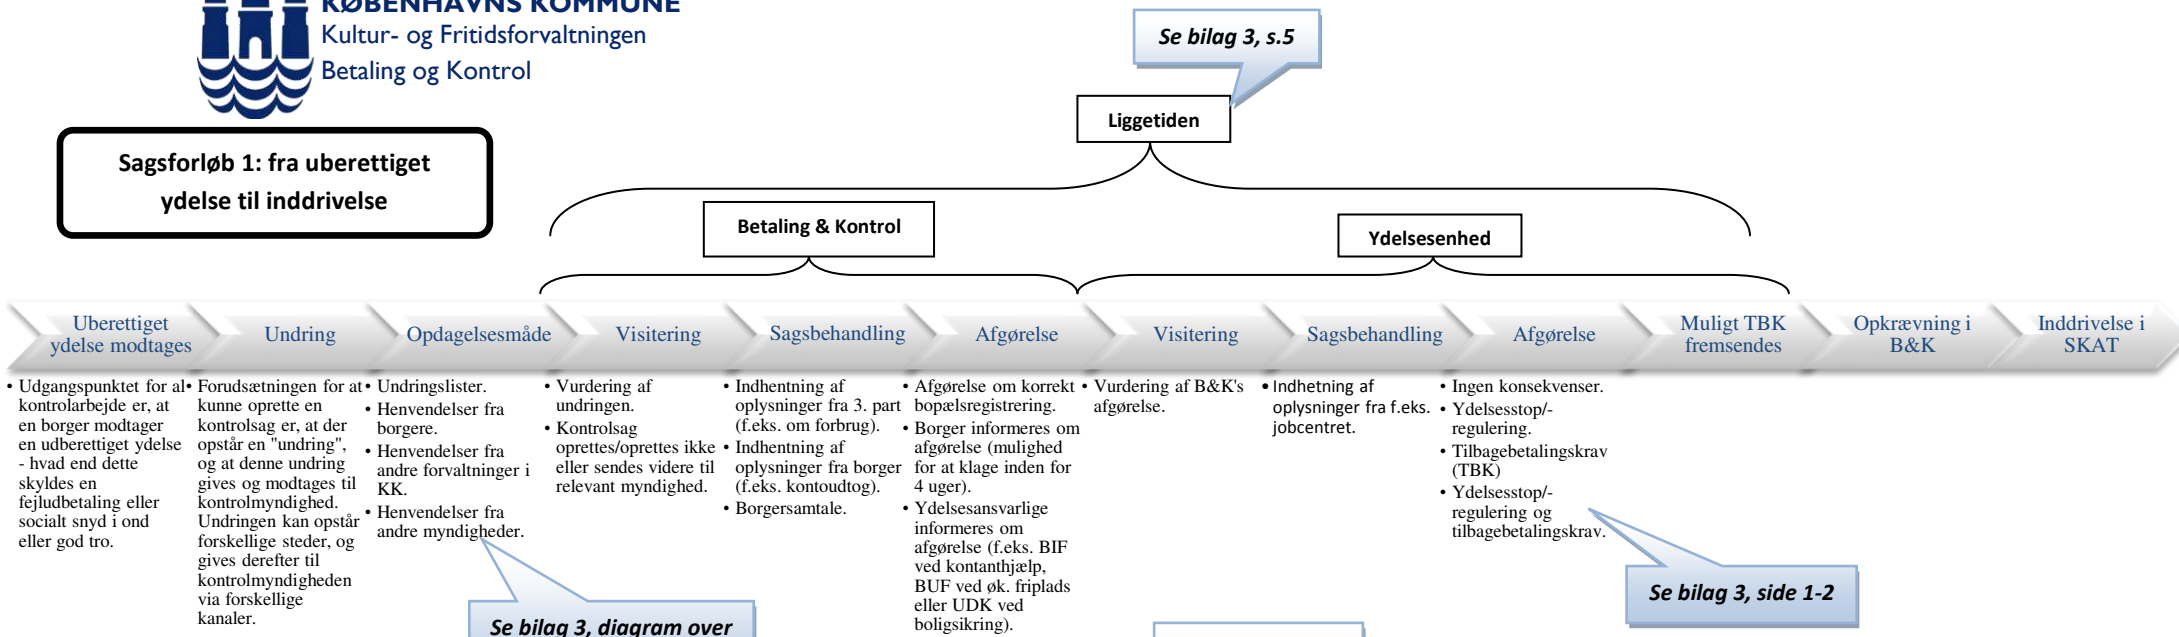 KØBENHAVNS KOMMUNE
Kultur- og Fritidsforvaltningen
Betaling og Kontrol
Se bilag 3, s.5
Liggetiden
Sagsforløb 1: fra uberettiget
ydelse til inddrivelse
Betaling & Kontrol
Ydelsesenhed
Uberettiget
ydelse modtages
Undring
Opdagelsesmåde
Visitering
Sagsbehandling
Afgørelse
Visitering
Sagsbehandling
Afgørelse
Muligt TBK
fremsendes
Opkrævning i
B&K
Inddrivelse i
SKAT
• Udgangspunktet for al
kontrolarbejde er, at
en borger modtager
en udberettiget ydelse
- hvad end dette
skyldes en
fejludbetaling eller
socialt snyd i ond
eller god tro.
• Forudsætningen for at
kunne oprette en
kontrolsag er, at der
opstår en "undring",
og at denne undring
gives og modtages til
kontrolmyndighed.
Undringen kan opstår
forskellige steder, og
gives derefter til
kontrolmyndigheden
via forskellige
kanaler.
• Undringslister.
• Henvendelser fra
borgere.
• Henvendelser fra
andre forvaltninger i
KK.
• Henvendelser fra
andre myndigheder.
• Vurdering af
undringen.
• Kontrolsag
oprettes/oprettes ikke
eller sendes videre til
relevant myndighed.
• Indhentning af
oplysninger fra 3. part
(f.eks. om forbrug).
• Indhentning af
oplysninger fra borger
(f.eks. kontoudtog).
• Borgersamtale.
• Afgørelse om korrekt
bopælsregistrering.
• Borger informeres om
afgørelse (mulighed
for at klage inden for
4 uger).
• Ydelsesansvarlige
informeres om
afgørelse (f.eks. BIF
ved kontanthjælp,
BUF ved øk. friplads
eller UDK ved
boligsikring).
• Vurdering af B&K's
afgørelse.
• Indhetning af
oplysninger fra f.eks.
jobcentret.
• Ingen konsekvenser.
• Ydelsesstop/-
regulering.
• Tilbagebetalingskrav
(TBK)
• Ydelsesstop/-
regulering og
tilbagebetalingskrav.
Se bilag 3, diagram over
Se bilag 3, side 1-2